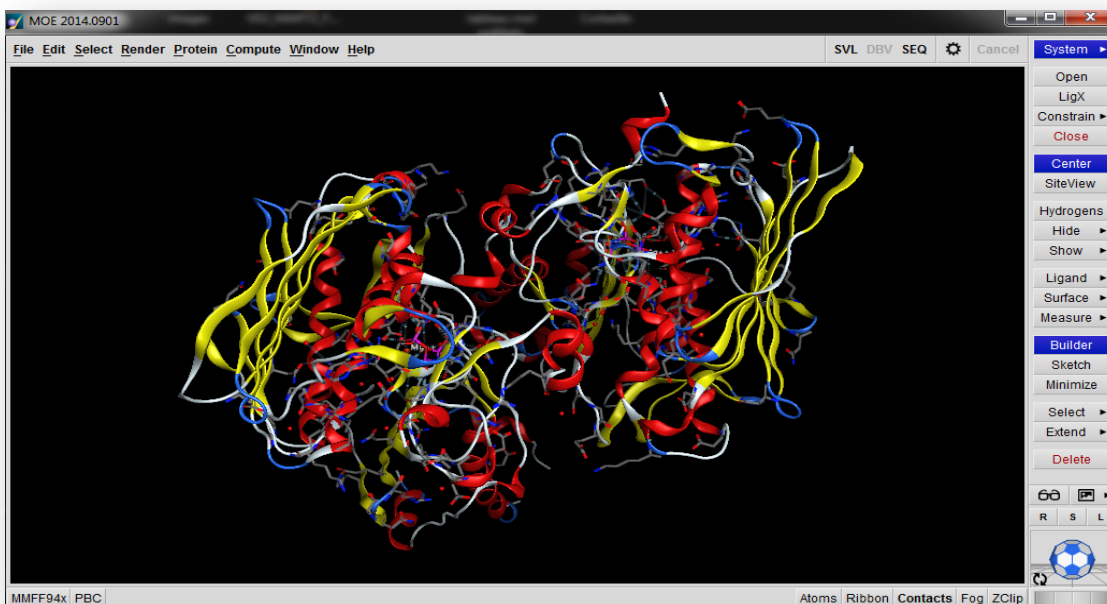 MOE 2014.0901
File Edit Select Render Protein Compute Window Help
SVL DBV SEQ Cancel
System
Open
LigX
Constrain
Close
Center
SiteView
Hydrogens
Hide
Show
Ligand
Surface
Measure
Builder
Sketch
Minimize
Select
Extend
Delete
R S L
Mg
MMFF94x PBC
Atoms Ribbon Contacts Fog ZClip